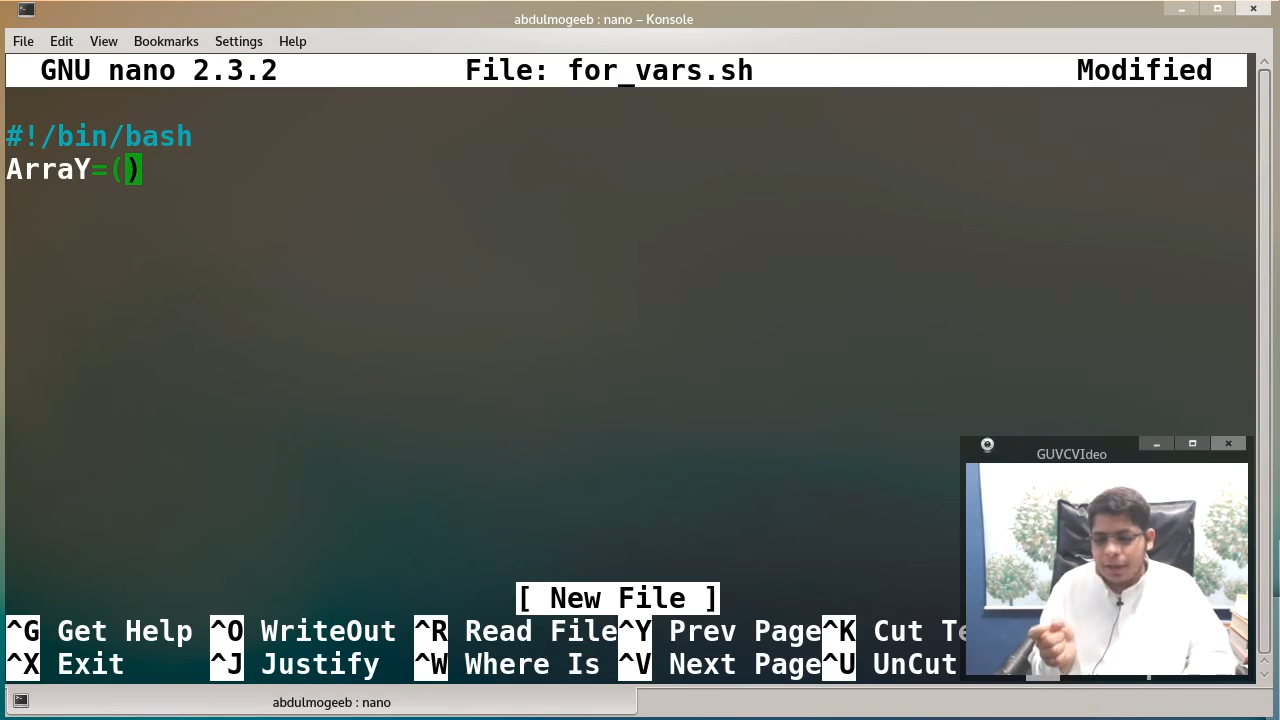 abdulmogeeb : nano – Konsole
File Edit View Bookmarks Settings Help
GNU nano 2.3.2 File: for_vars.sh Modified
#!/bin/bash
ArraY=()
GUVCVIdeo
[ New File ]
^G Get Help ^O WriteOut ^R Read File ^Y Prev Page ^K Cut Te
^X Exit ^J Justify ^W Where Is ^V Next Page ^U UnCut
abdulmogeeb : nano